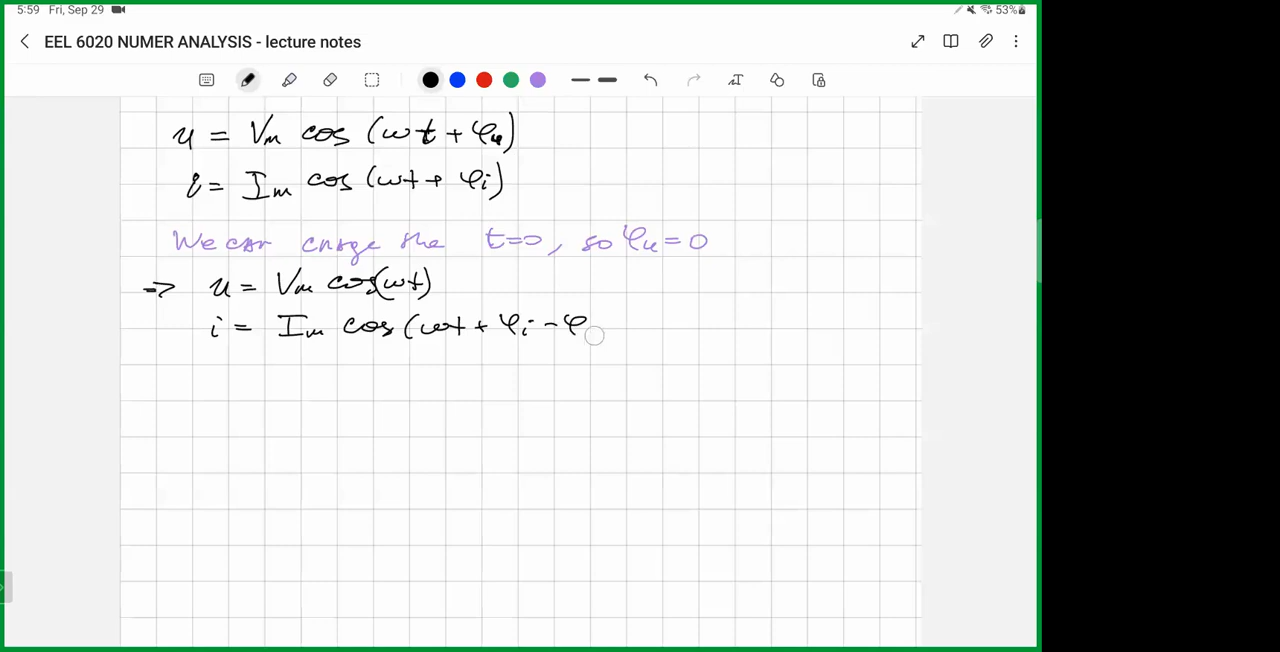 5:59 Fri, Sep 29 53%
EEL 6020 NUMER ANALYSIS - lecture notes
u = Vm cos (ωt + φu)
i = Im cos (ωt + φi)
We can chage the t=0, so φu = 0
=> u = Vm cos(ωt)
i = Im cos (ωt + φi - φ